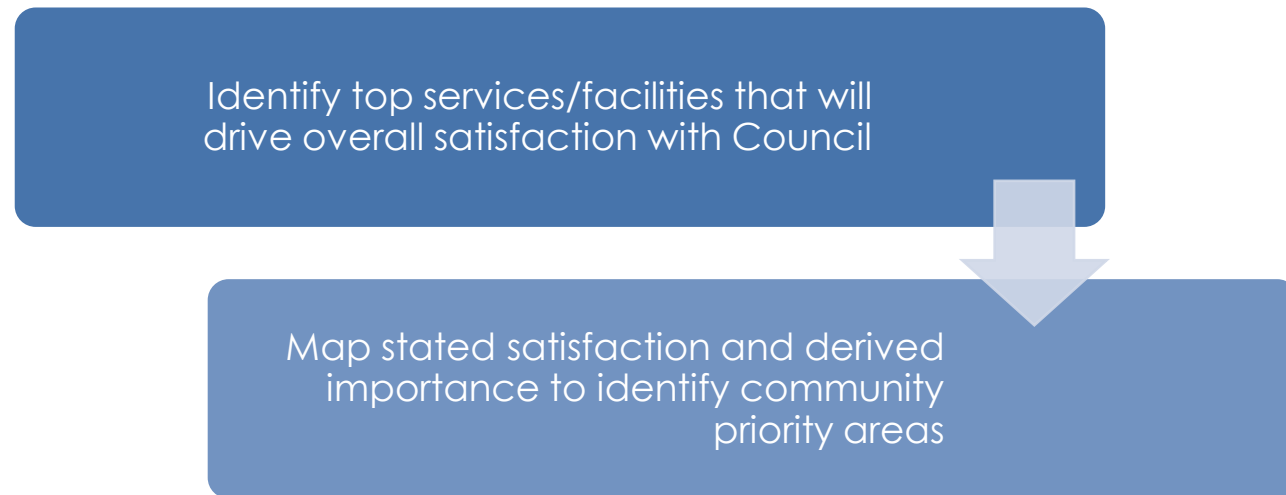 Identify top services/facilities that will
drive overall satisfaction with Council
Map stated satisfaction and derived
importance to identify community
priority areas